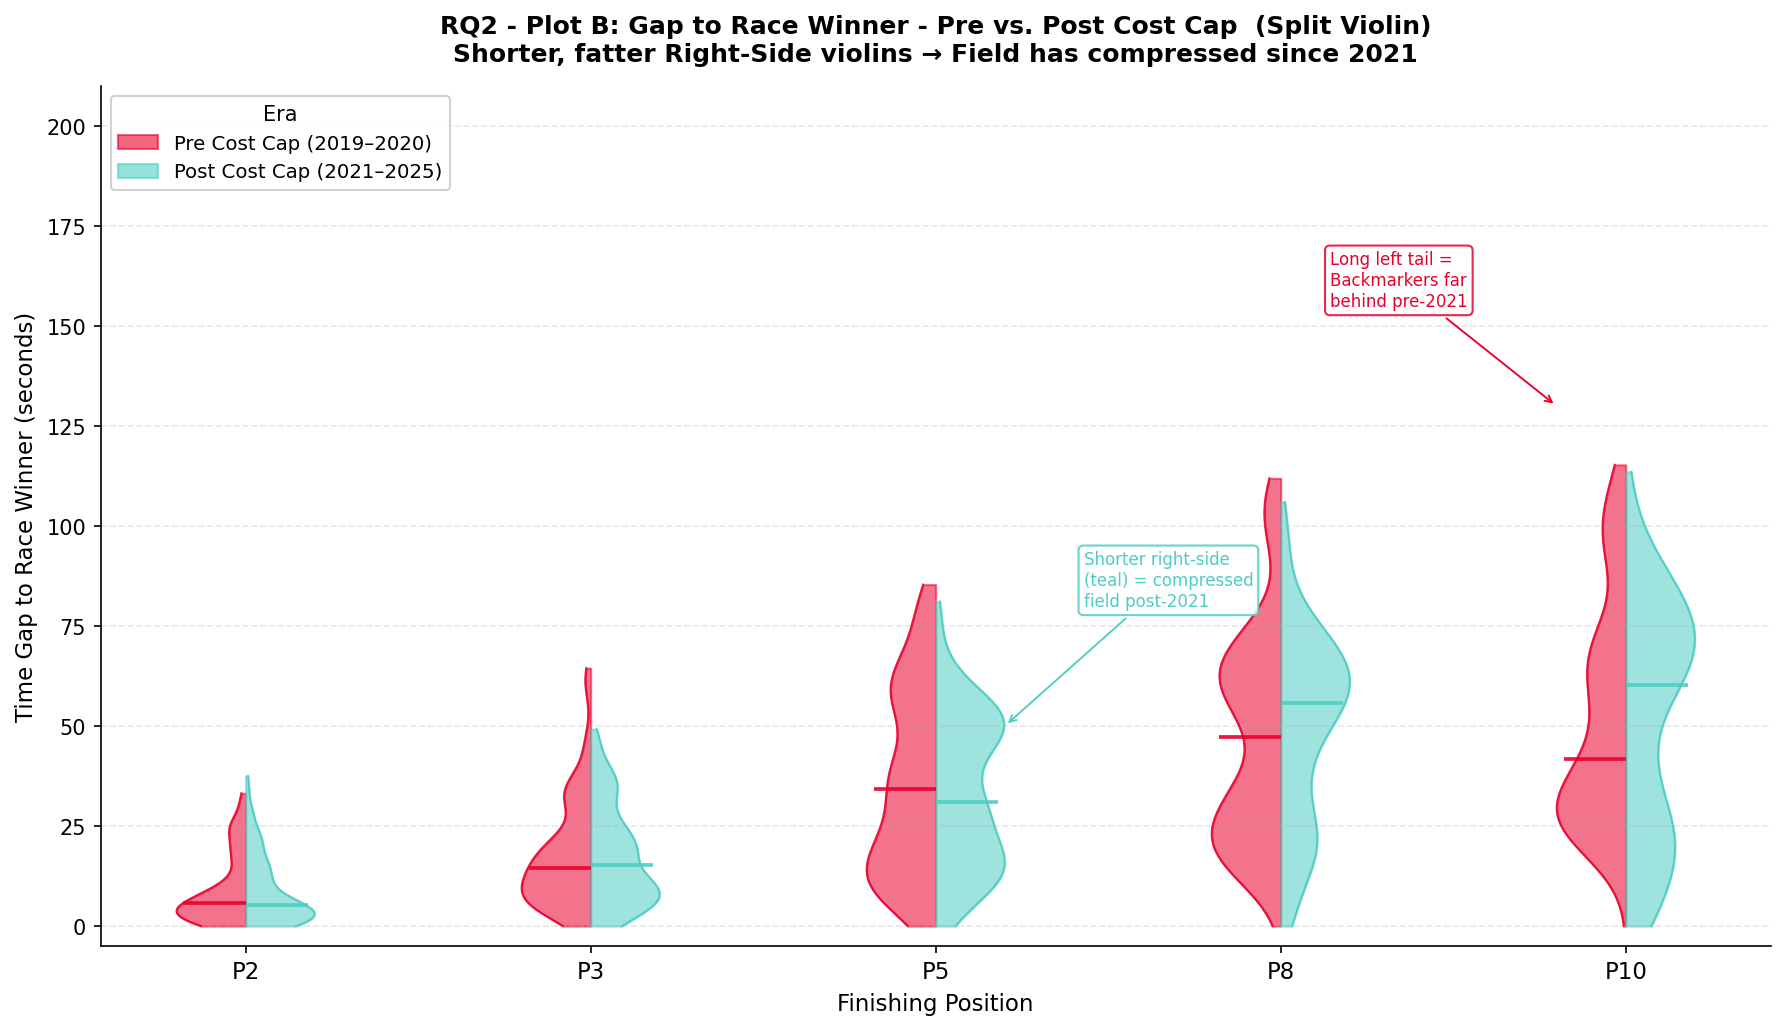 RQ2 - Plot B: Gap to Race Winner - Pre vs. Post Cost Cap  (Split Violin)
Shorter, fatter Right-Side violins → Field has compressed since 2021
Era
Pre Cost Cap (2019–2020)
Post Cost Cap (2021–2025)
Long left tail =
Backmarkers far
behind pre-2021
Shorter right-side
(teal) = compressed
field post-2021
Time Gap to Race Winner (seconds)
200
175
150
125
100
75
50
25
0
P2
P3
P5
P8
P10
Finishing Position